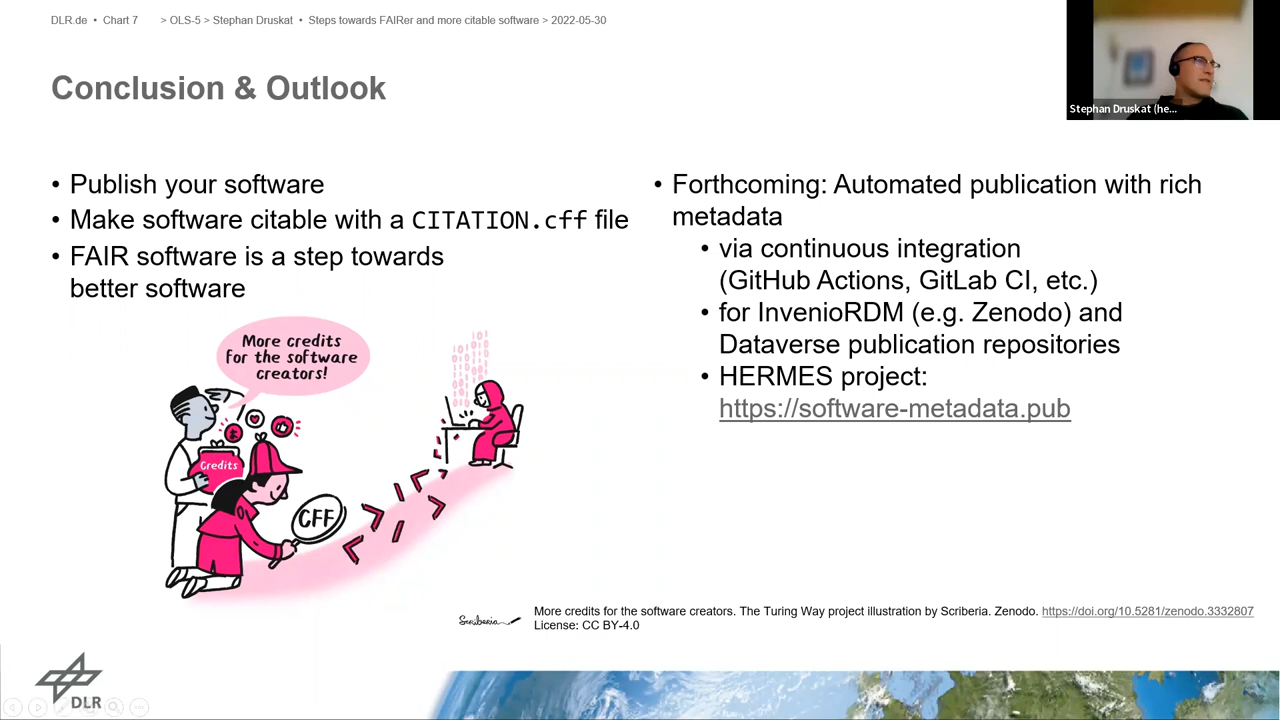 DLR.de • Chart 7 > OLS-5 > Stephan Druskat • Steps towards FAIRer and more citable software > 2022-05-30
Stephan Druskat (he...
Conclusion & Outlook
• Publish your software
• Make software citable with a CITATION.cff file
• FAIR software is a step towards
better software
• Forthcoming: Automated publication with rich
metadata
• via continuous integration
(GitHub Actions, GitLab CI, etc.)
• for InvenioRDM (e.g. Zenodo) and
Dataverse publication repositories
• HERMES project:
https://software-metadata.pub
More credits
for the software
creators!
Credits
CFF
Scriberia
More credits for the software creators. The Turing Way project illustration by Scriberia. Zenodo. https://doi.org/10.5281/zenodo.3332807
License: CC BY-4.0
DLR